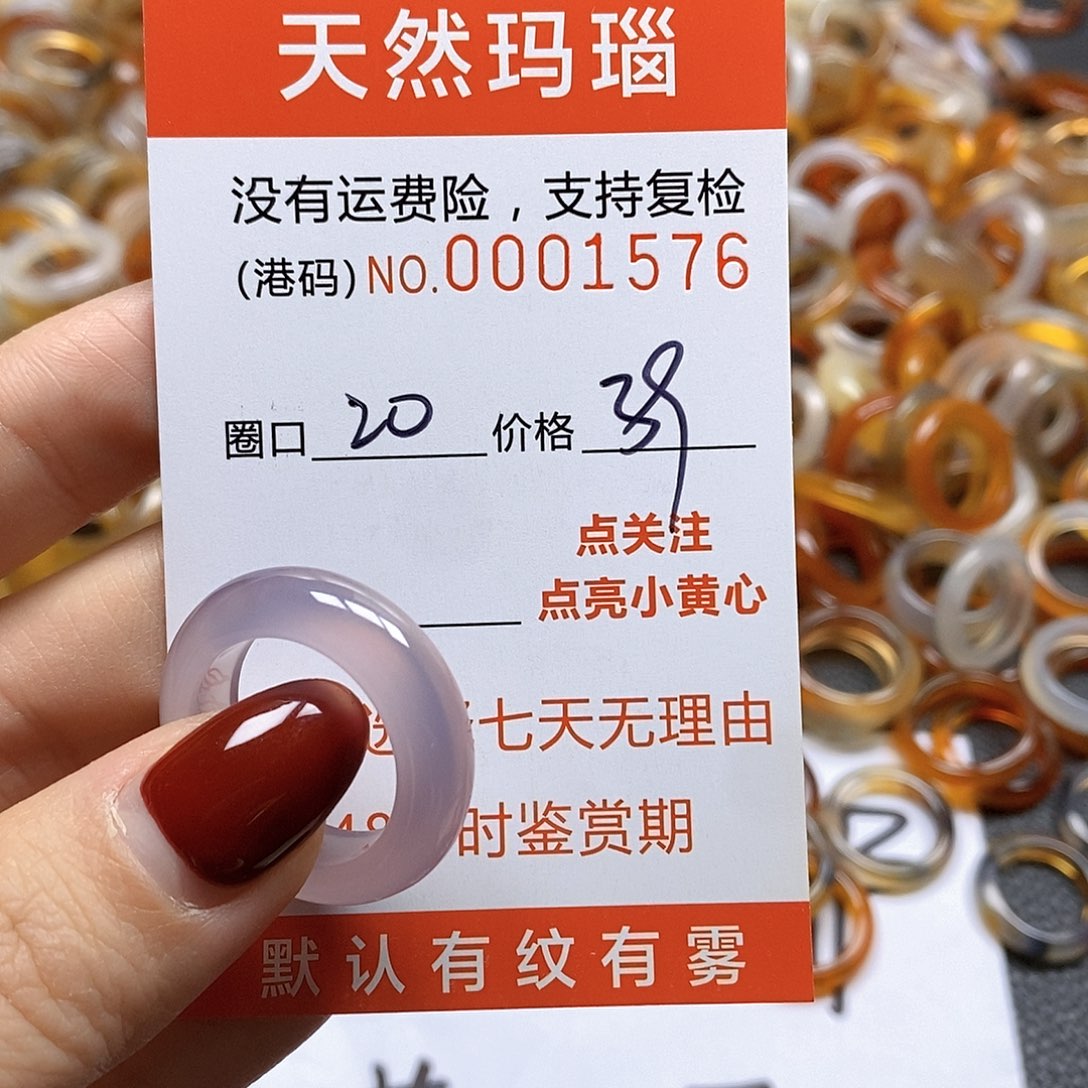 天然玛瑙
没有运费险，支持复检
(港码) NO.0001576
圈口 20 价格 39
点关注
点亮小黄心
七天无理由
48 时鉴赏期
默认有纹有雾